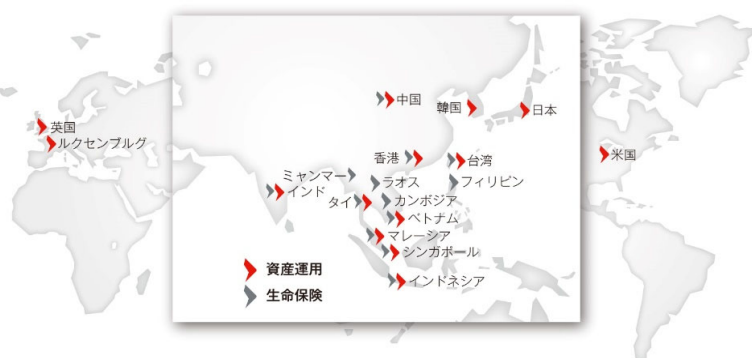 中国
韓国
日本
英国
ルクセンブルグ
香港
台湾
米国
ミャンマー
ラオス
フィリピン
インド
タイ
カンボジア
ベトナム
マレーシア
シンガポール
資産運用
インドネシア
生命保険